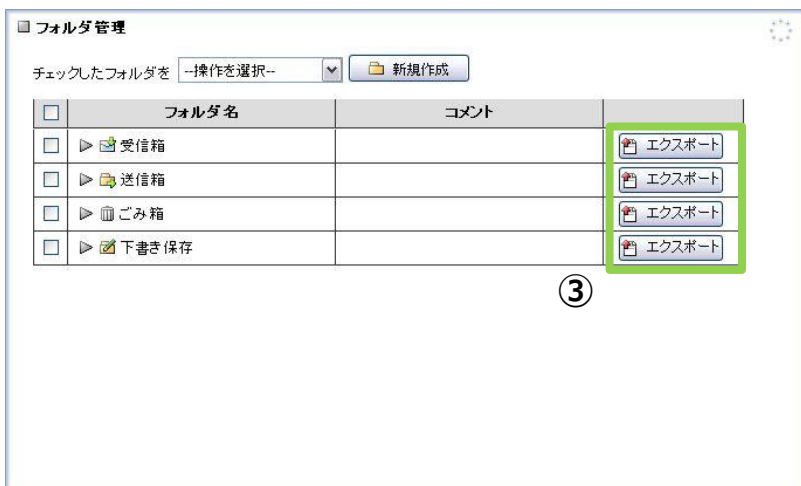 フォルダ管理
チェックしたフォルダを --操作を選択-- 新規作成
フォルダ名 コメント
受信箱 エクスポート
送信箱 エクスポート
ごみ箱 エクスポート
下書き保存 エクスポート
③